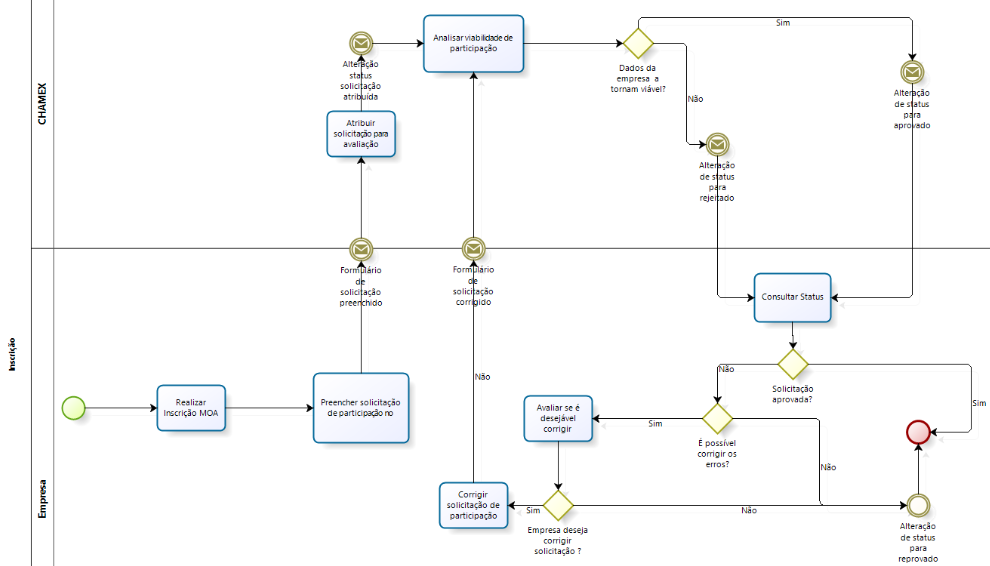 Inscrição
CHAMEX
Alteração
status
solicitação
atribuída
Atribuir
solicitação para
avaliação
Analisar viabilidade de
participação
Dados da
empresa a
tornam viável?
Sim
Não
Alteração
de status
para
rejeitado
Alteração
de status
para
aprovado
Empresa
Realizar
Inscrição MOA
Preencher solicitação
de participação no
Formulário
de
solicitação
preenchido
Formulário
de
solicitação
corrigido
Não
Corrigir
solicitação de
participação
Sim
Avaliar se é
desejável
corrigir
Empresa deseja
corrigir
solicitação ?
Não
Sim
É possível
corrigir os
erros?
Não
Não
Consultar Status
Solicitação
aprovada?
Sim
Alteração
de status
para
reprovado